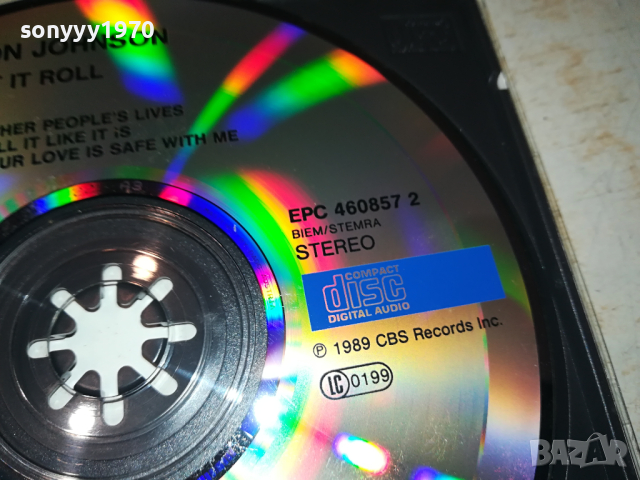 sonyyy1970
ON JOHNSON
T IT ROLL
HER PEOPLE'S LIVES
LL IT LIKE IT iS
UR LOVE IS SAFE WITH ME
EPC 460857 2
BIEM/STEMRA
STEREO
COMPACT
disc
DIGITAL AUDIO
℗ 1989 CBS Records Inc.
LC 0199
BAZAR